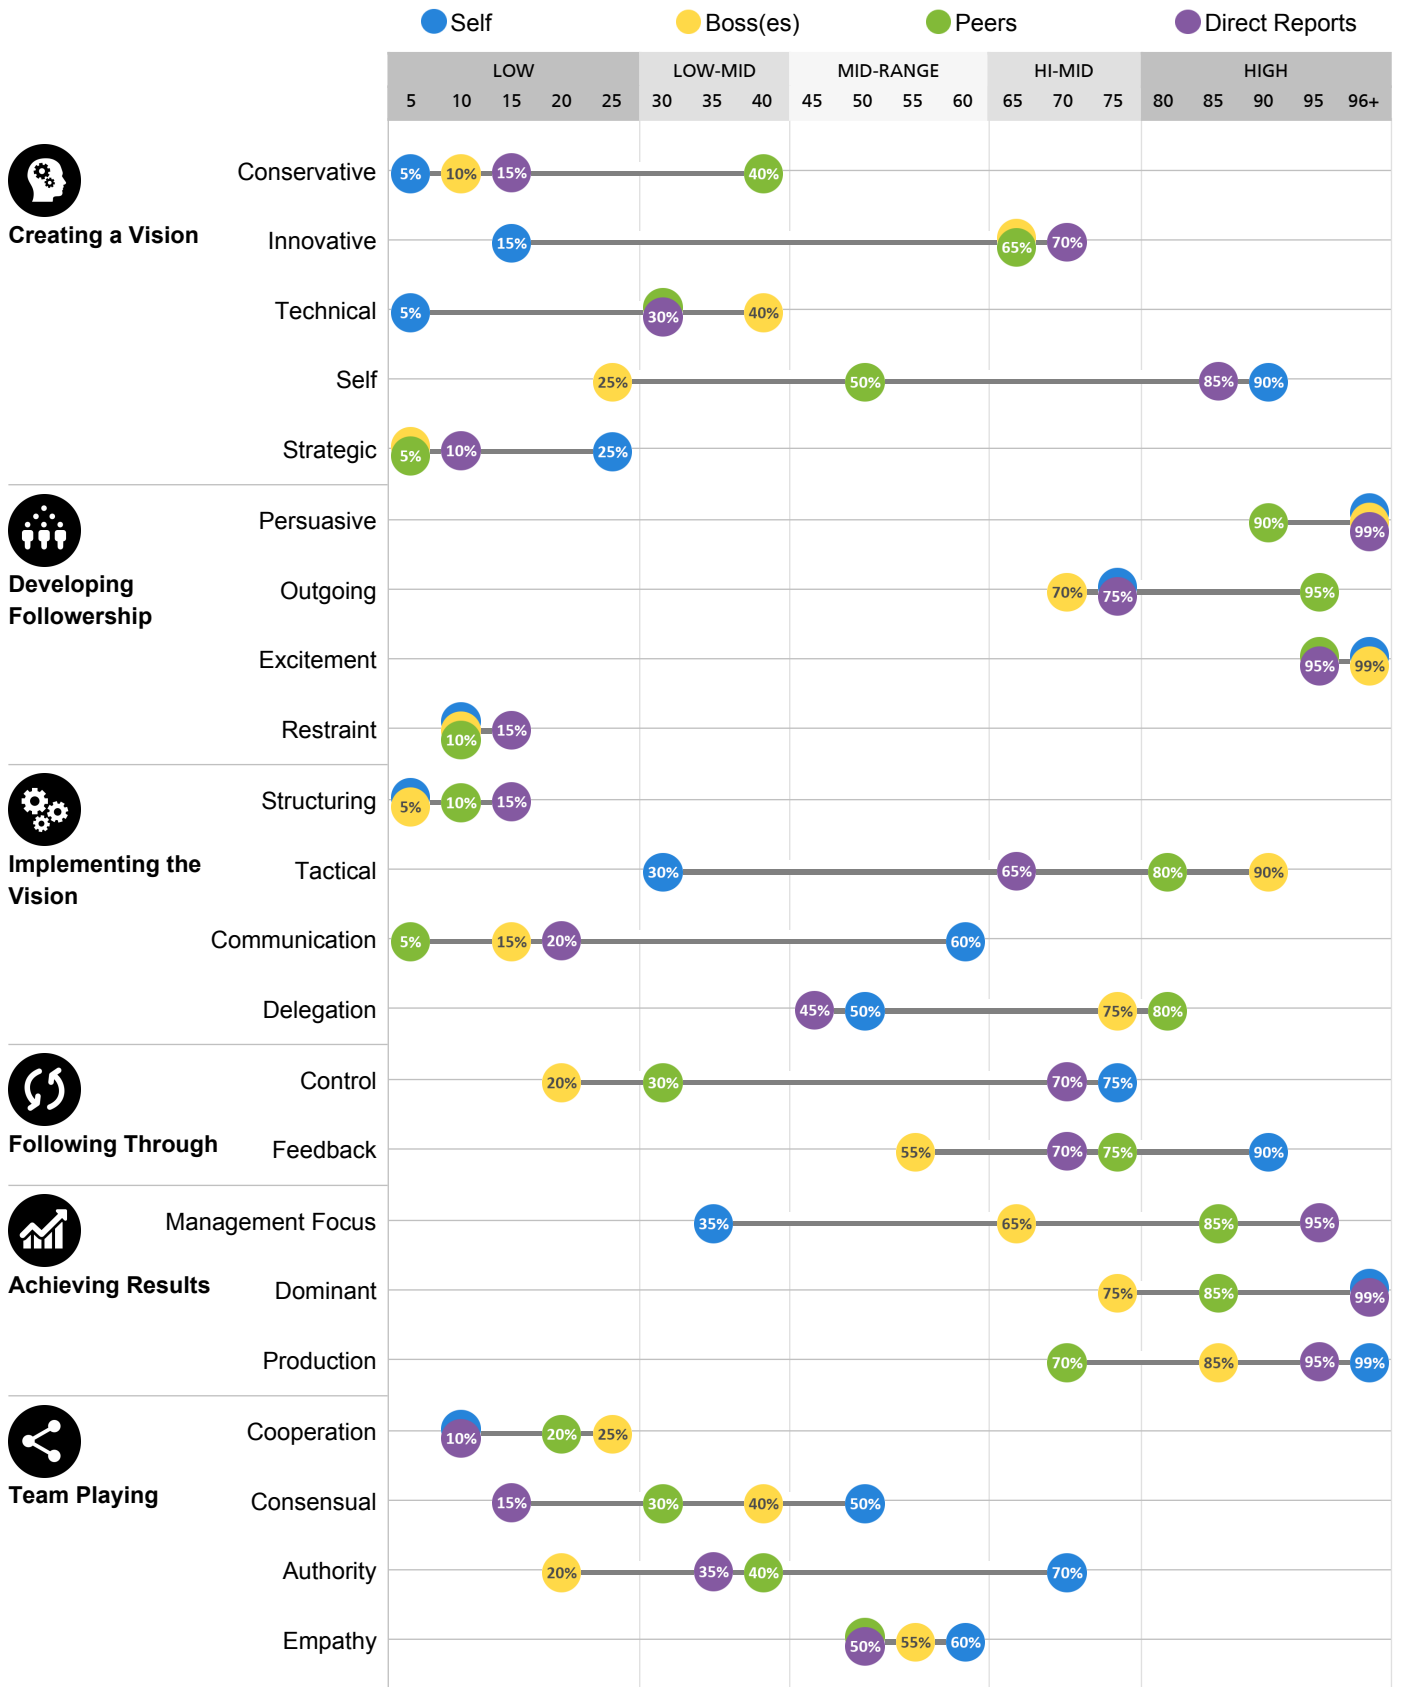 Self Boss(es) Peers Direct Reports
LOW LOW-MID MID-RANGE HI-MID HIGH
5 10 15 20 25 30 35 40 45 50 55 60 65 70 75 80 85 90 95 96+
Creating a Vision
Conservative 5% 10% 15% 40%
Innovative 15% 65% 70%
Technical 5% 30% 40%
Self 25% 50% 85% 90%
Strategic 5% 10% 25%
Developing
Followership
Persuasive 90% 99%
Outgoing 70% 75% 95%
Excitement 95% 99%
Restraint 10% 15%
Implementing the
Vision
Structuring 5% 10% 15%
Tactical 30% 65% 80% 90%
Communication 5% 15% 20% 60%
Delegation 45% 50% 75% 80%
Following Through
Control 20% 30% 70% 75%
Feedback 55% 70% 75% 90%
Achieving Results
Management Focus 35% 65% 85% 95%
Dominant 75% 85% 99%
Production 70% 85% 95% 99%
Team Playing
Cooperation 10% 20% 25%
Consensual 15% 30% 40% 50%
Authority 20% 35% 40% 70%
Empathy 50% 55% 60%